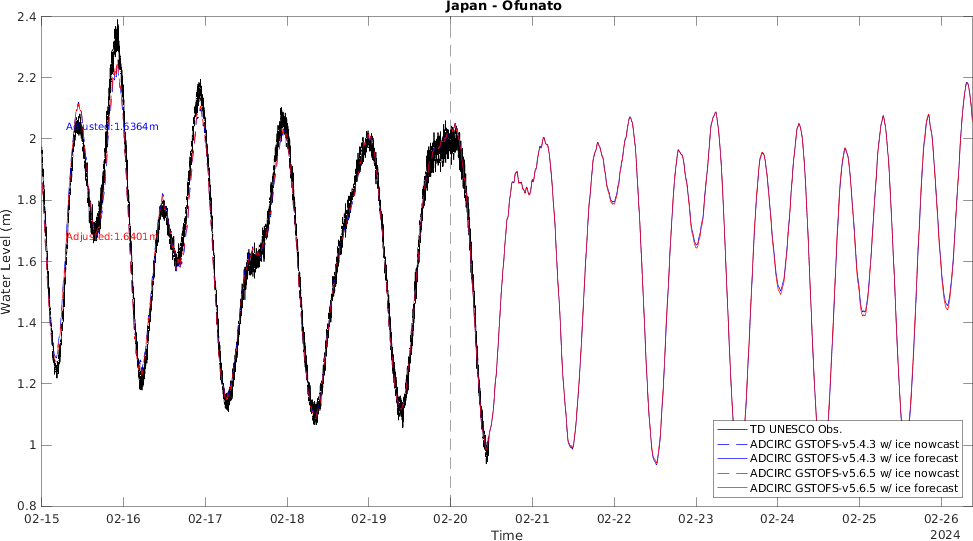 Japan - Ofunato
2.4
2.2
2
1.8
1.6
1.4
1.2
1
0.8
Water Level (m)
Adjusted:1.6364m
Adjusted:1.6401m
TD UNESCO Obs.
ADCIRC GSTOFS-v5.4.3 w/ ice nowcast
ADCIRC GSTOFS-v5.4.3 w/ ice forecast
ADCIRC GSTOFS-v5.6.5 w/ ice nowcast
ADCIRC GSTOFS-v5.6.5 w/ ice forecast
02-15 02-16 02-17 02-18 02-19 02-20 02-21 02-22 02-23 02-24 02-25 02-26
Time
2024